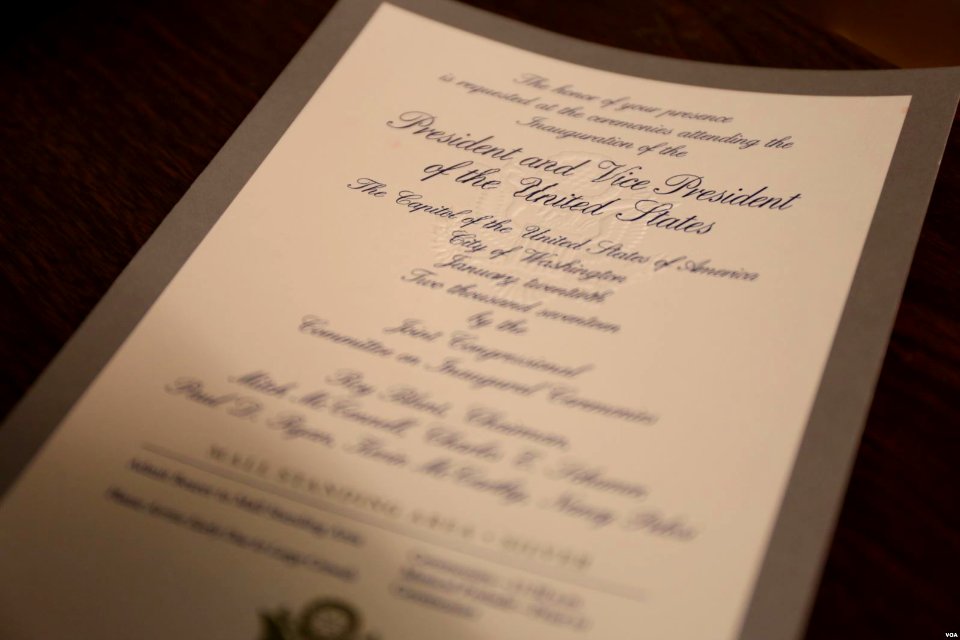 The honor of your presence
is requested at the ceremonies attending the
Inauguration of the
President and Vice President
of the United States
The Capitol of the United States of America
City of Washington
January twentieth
Two thousand seventeen
by the
Joint Congressional
Committee on Inaugural Ceremonies
Roy Blunt, Chairman
Mitch McConnell, Charles E. Schumer
Paul D. Ryan, Kevin McCarthy, Nancy Pelosi
MALL STANDING AREA
VOA